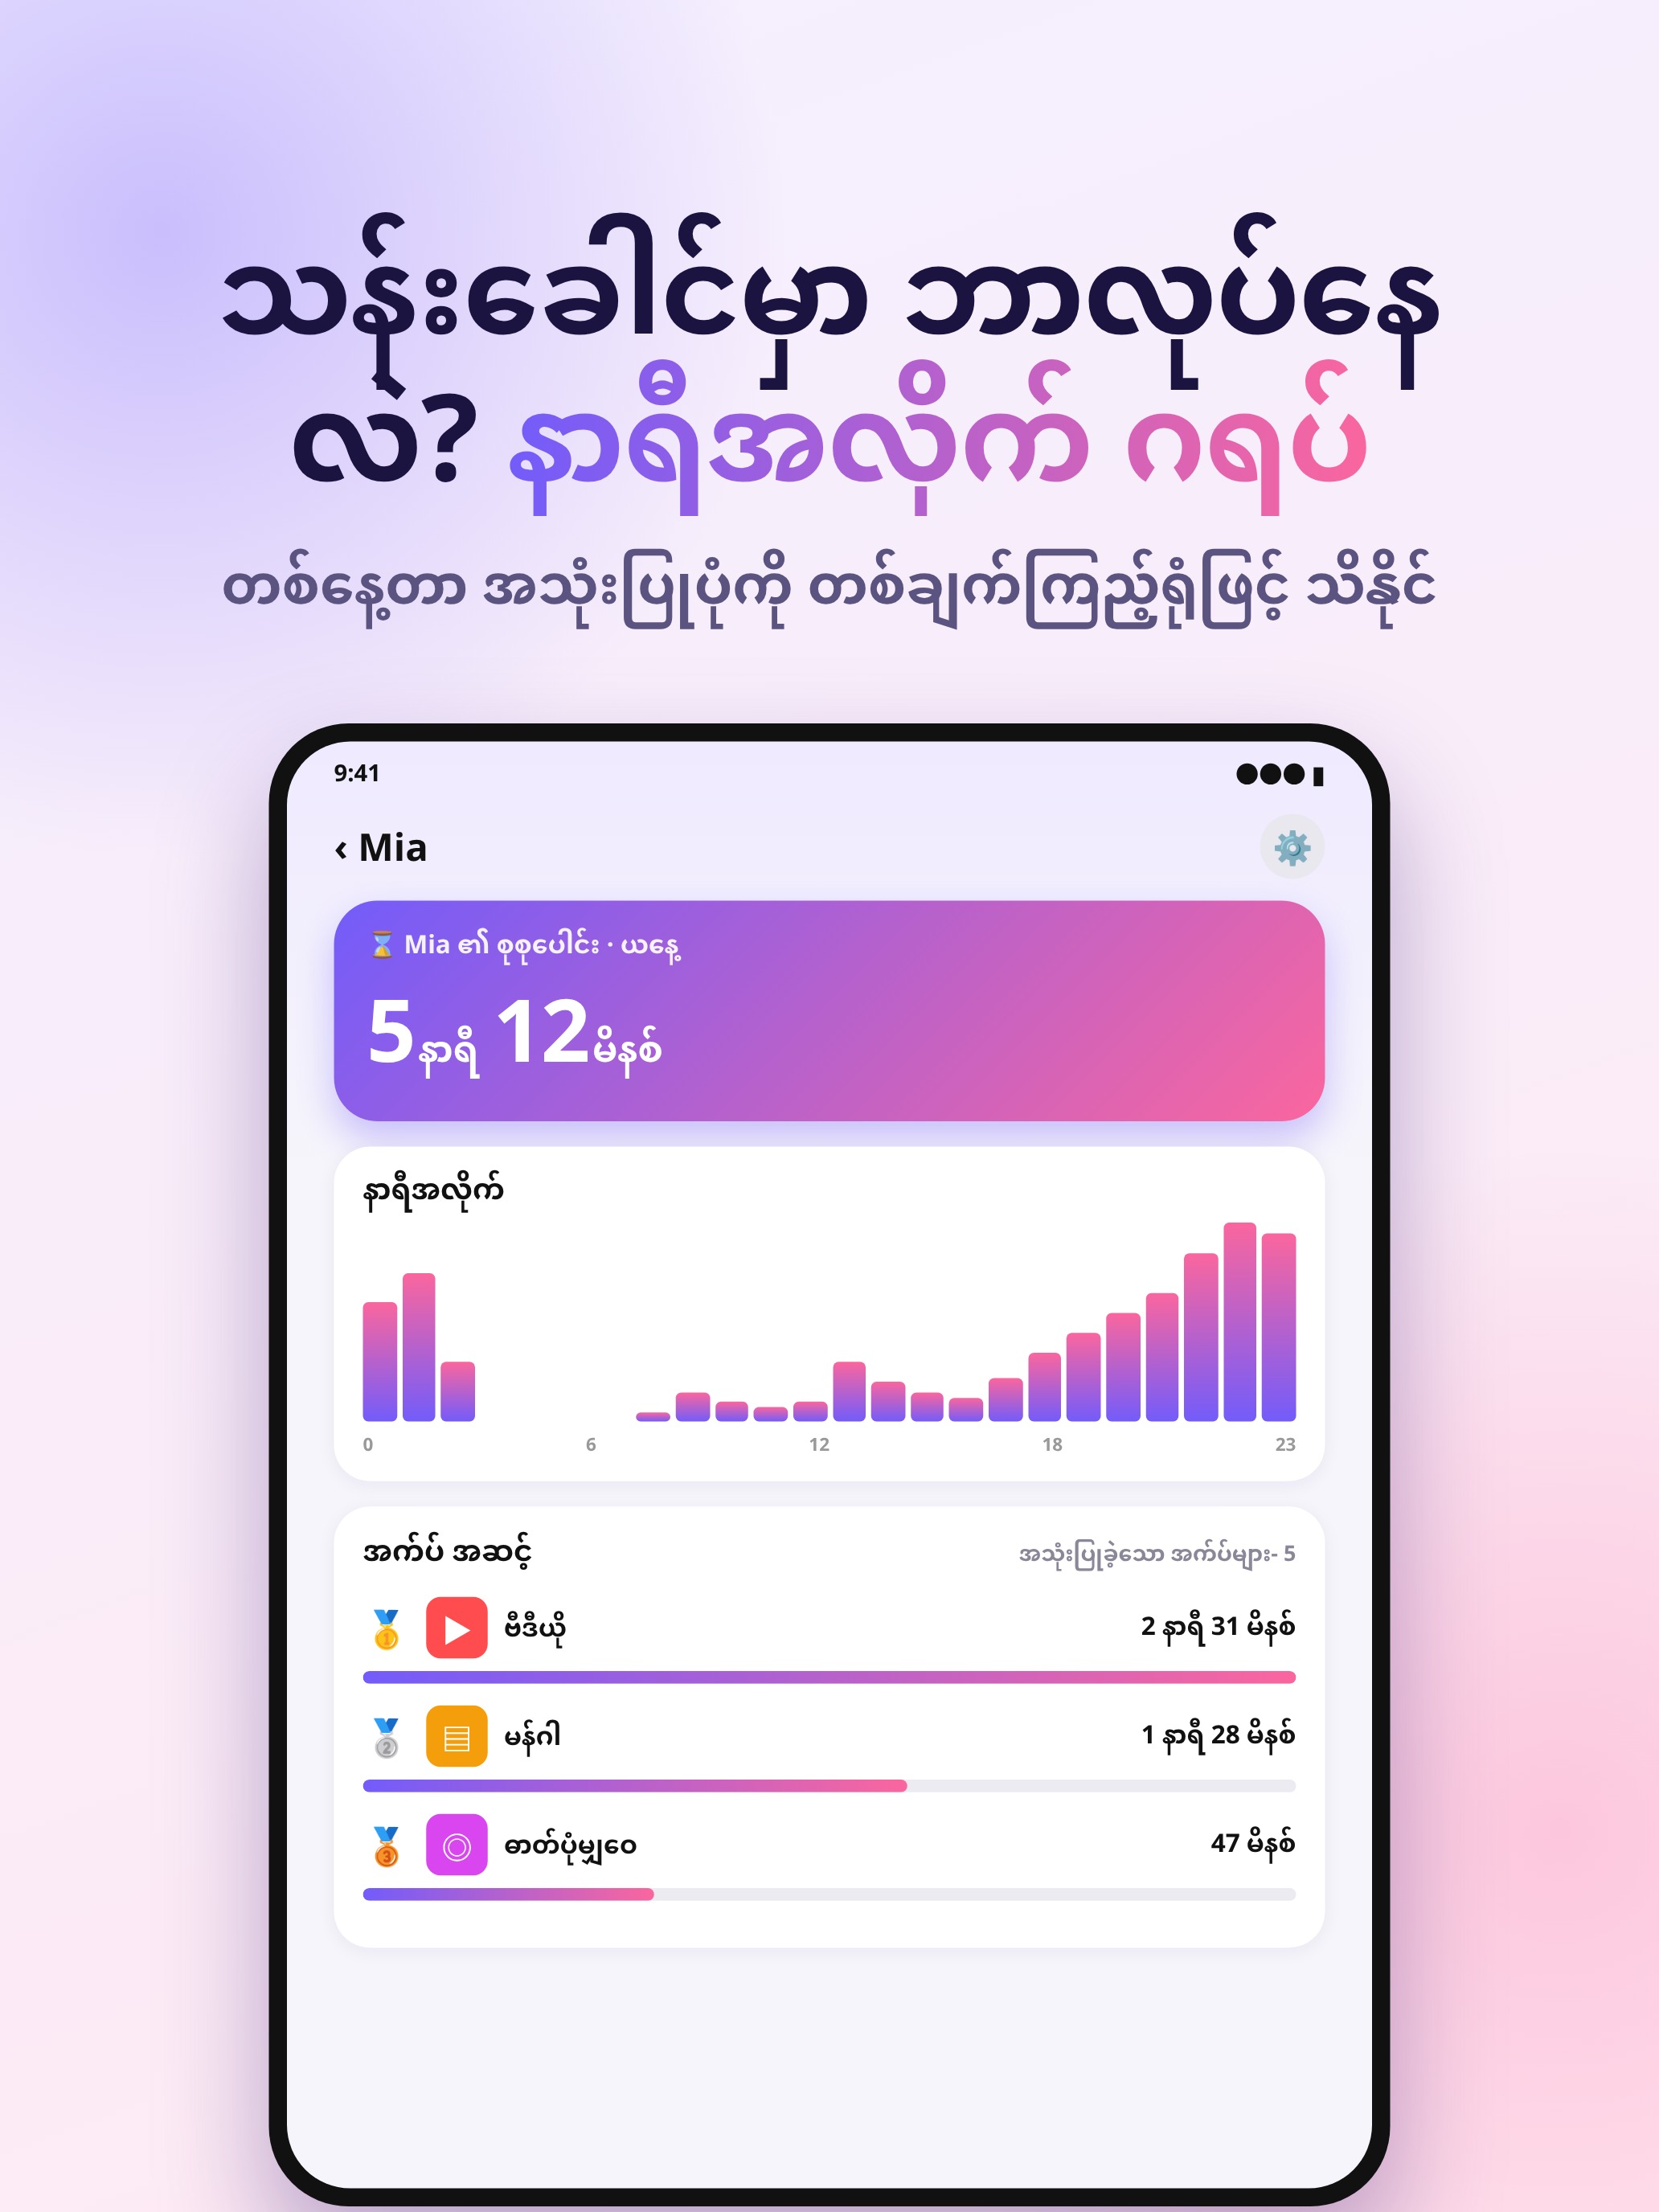 သန်းခေါင်မှာ ဘာလုပ်နေ
လဲ? နာရီအလိုက် ဂရပ်
တစ်နေ့တာ အသုံးပြုပုံကို တစ်ချက်ကြည့်ရုံဖြင့် သိနိုင်
9:41
‹ Mia
⌛ Mia ၏ စုစုပေါင်း · ယနေ့
5နာရီ 12မိနစ်
နာရီအလိုက်
0 6 12 18 23
အက်ပ် အဆင့် အသုံးပြုခဲ့သော အက်ပ်များ- 5
🥇 ဗီဒီယို 2 နာရီ 31 မိနစ်
🥈 မန်ဂါ 1 နာရီ 28 မိနစ်
🥉 ဓာတ်ပုံမျှဝေ 47 မိနစ်